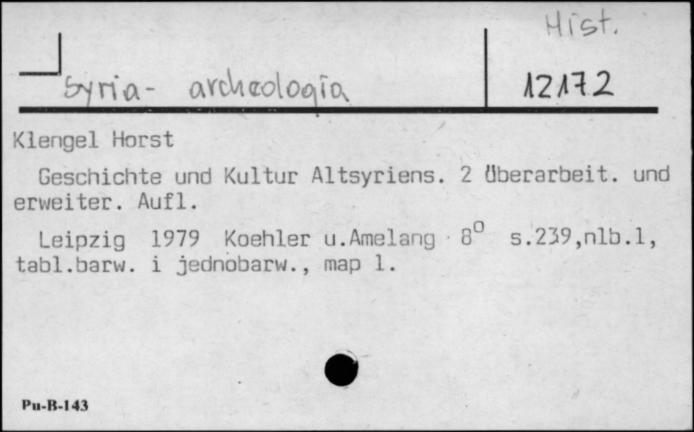 Hist.
Syria - archeologia
12172
Klengel Horst
Geschichte und Kultur Altsyriens. 2 Überarbeit. und
erweiter. Aufl.
Leipzig 1979 Koehler u.Amelang 8° s.239,nlb.1,
tabl.barw. i jednobarw., map 1.
Pu-B-143